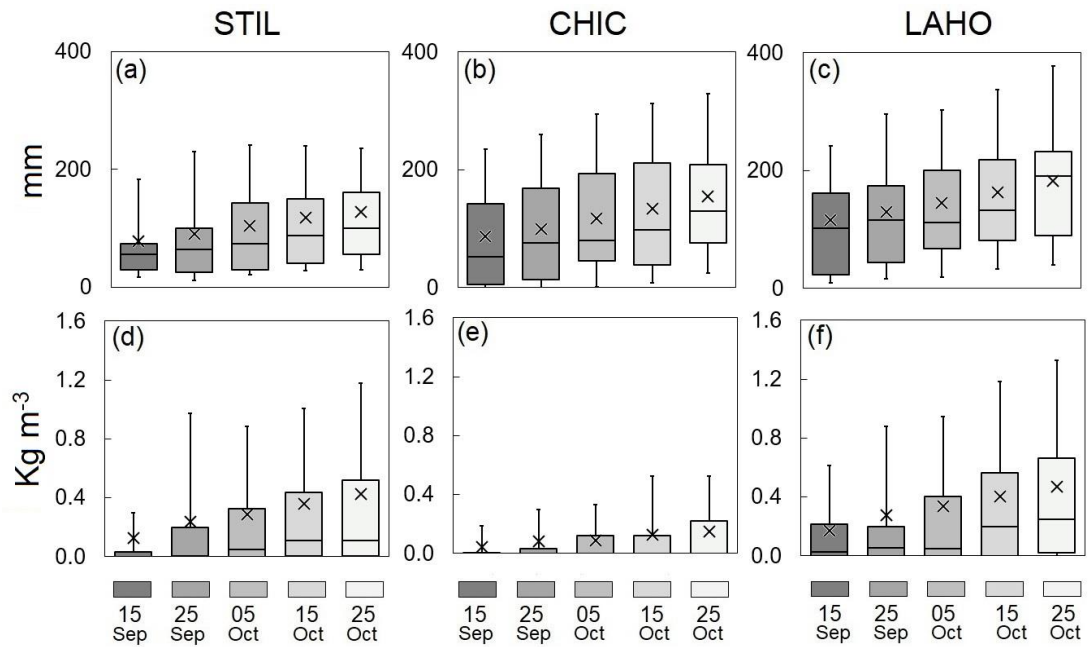 STIL CHIC LAHO
400 (a) 400 (b) 400 (c)
mm 200 200 200
0 0 0
1.6 (d) 1.6 (e) 1.6 (f)
1.2 1.2 1.2
Kg m-3 0.8 0.8 0.8
0.4 0.4 0.4
0.0 0.0 0.0
15 25 05 15 25 15 25 05 15 25 15 25 05 15 25
Sep Sep Oct Oct Oct Sep Sep Oct Oct Oct Sep Sep Oct Oct Oct